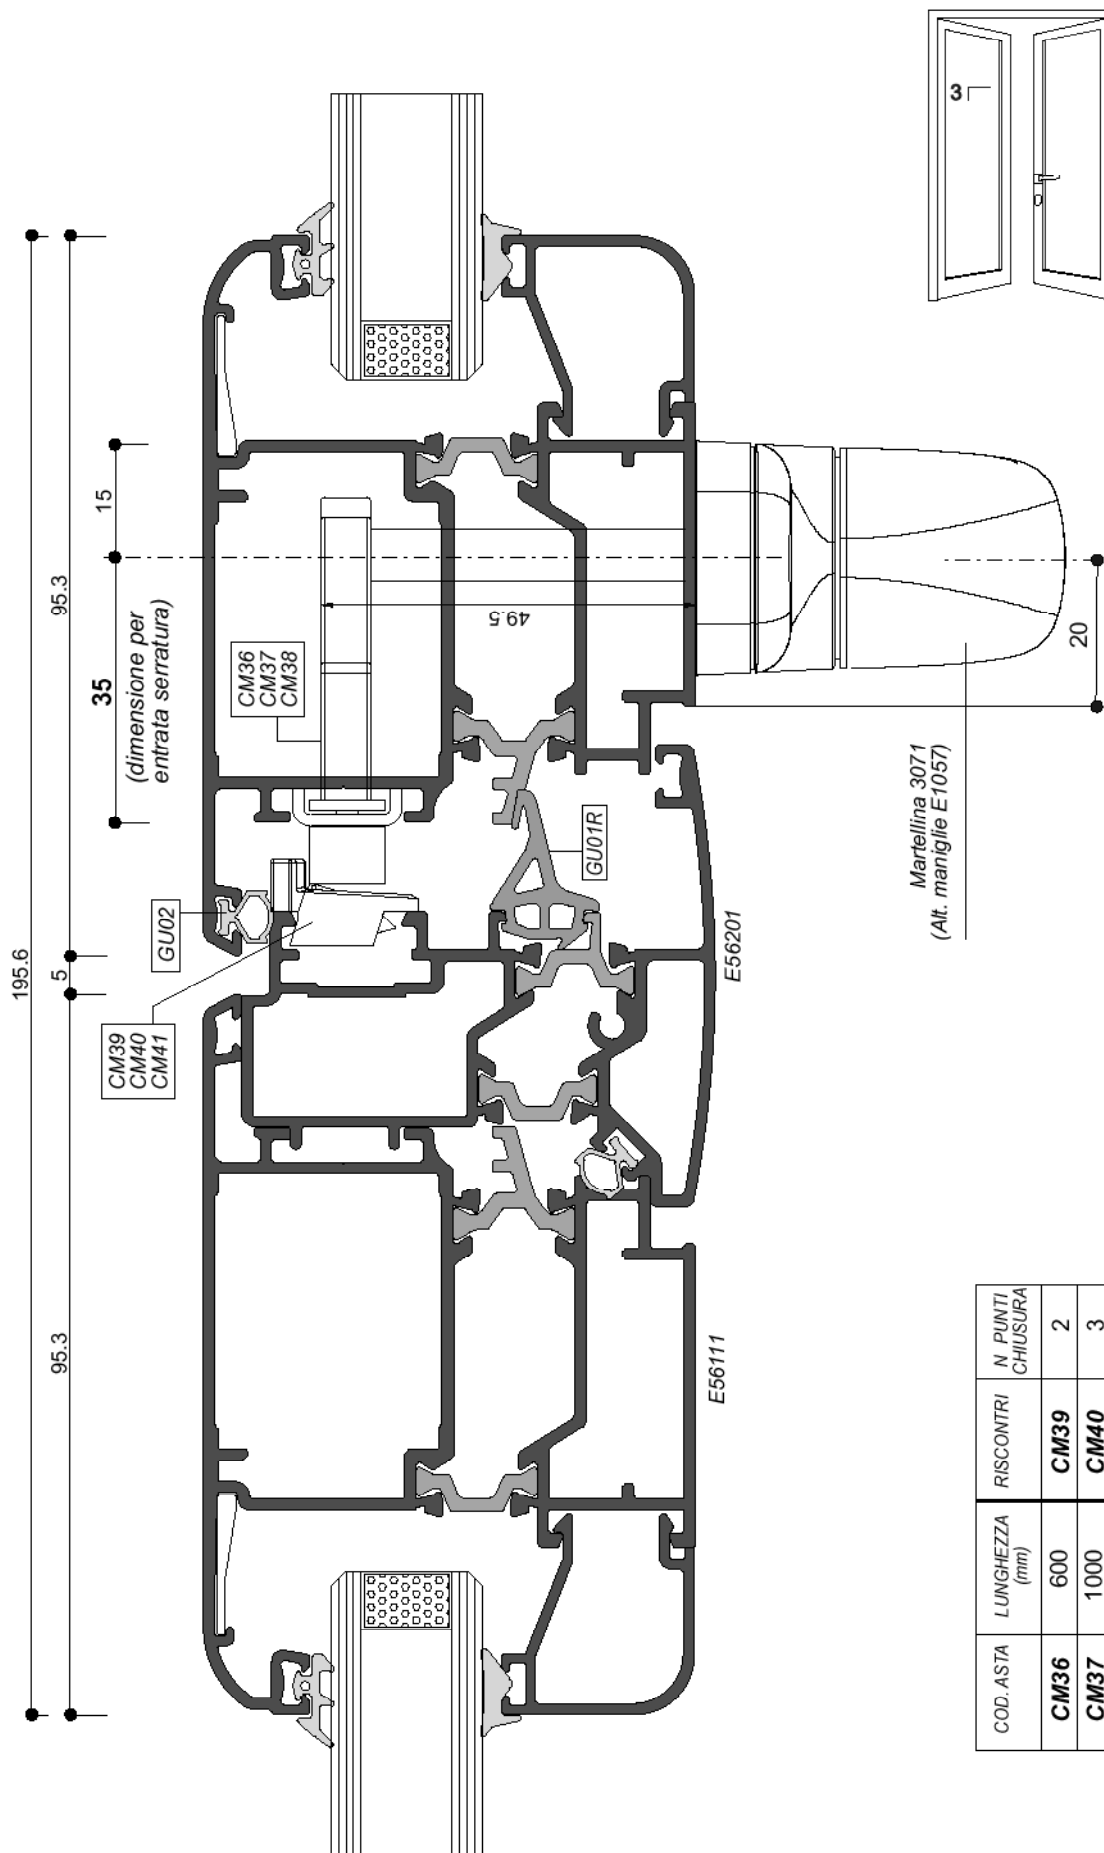 195.6
95.3
5
95.3
15
35
(dimensione per
entrata serratura)
CM36
CM37
CM38
49.5
GU02
CM39
CM40
CM41
GU01R
E56201
E56111
20
Martellina 3071
(Alt. maniglie E1057)
3
COD. ASTA LUNGHEZZA (mm) RISCONTRI N PUNTI CHIUSURA
CM36 600 CM39 2
CM37 1000 CM40 3